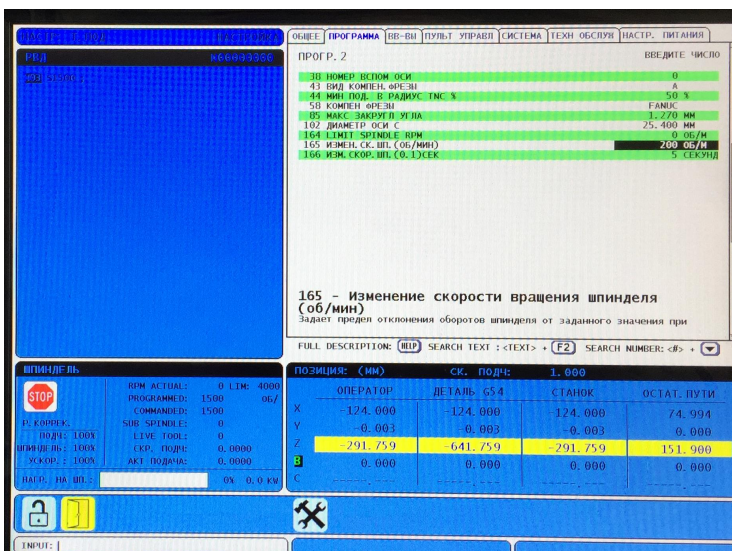 ОБЩЕЕ ПРОГРАММА ВВ-ВЫ ПУЛЬТ УПРАВЛ СИСТЕМА ТЕХН ОБСЛУЖ НАСТР. ПИТАНИЯ
ПРОГР. 2 ВВЕДИТЕ ЧИСЛО
38 НОМЕР ВСПОМ ОСИ 0
43 ВИД КОМПЕН. ФРЕЗЫ A
44 МИН ПОД. В РАДИУС TNC % 50 %
58 КОМПЕН ФРЕЗЫ FANUC
85 МАКС ЗАКРУГЛ УГЛА 1.270 ММ
102 ДИАМЕТР ОСИ С 25.400 ММ
164 LIMIT SPINDLE RPM 0 ОБ/М
165 ИЗМЕН. СК. ШП. (ОБ/МИН) 200 ОБ/М
166 ИЗМ. СКОР. ШП. (0.1)СЕК 5 СЕКУНД
165 - Изменение скорости вращения шпинделя
(об/мин)
Задает предел отклонения оборотов шпинделя от заданного значения при
FULL DESCRIPTION: HELP SEARCH TEXT : <TEXT> + F2 SEARCH NUMBER: <#> +
ШПИНДЕЛЬ
STOP
RPM ACTUAL: 0 LIM: 4000
PROGRAMMED: 1500 ОБ/
COMMANDED: 1500
Р. КОРРЕК. SUB SPINDLE: 0
ПОДЧ: 100% LIVE TOOL: 0
ШПИНДЕЛЬ: 100% СКР. ПОДЧ: 0.0000
УСКОР.: 100% АКТ ПОДАЧА: 0.0000
НАГР. НА ШП.: 0% 0.0 KW
ПОЗИЦИЯ: (ММ) СК. ПОДЧ: 1.000
ОПЕРАТОР ДЕТАЛЬ G54 СТАНОК ОСТАТ. ПУТИ
X -124.000 -124.000 -124.000 74.994
Y -0.003 -0.003 -0.003 0.000
Z -291.759 -641.759 -291.759 151.900
B 0.000 0.000 0.000 0.000
C
INPUT: